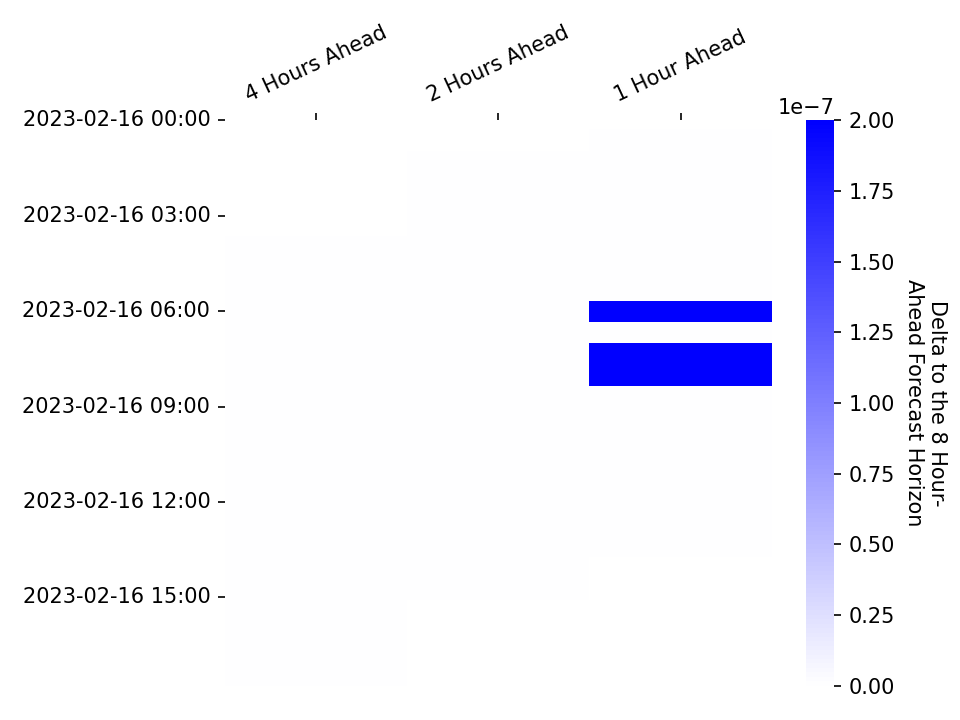 4 Hours Ahead
2 Hours Ahead
1 Hour Ahead
2023-02-16 00:00
2023-02-16 03:00
2023-02-16 06:00
2023-02-16 09:00
2023-02-16 12:00
2023-02-16 15:00
1e−7
2.00
1.75
1.50
1.25
1.00
0.75
0.50
0.25
0.00
Delta to the 8 Hour-
Ahead Forecast Horizon